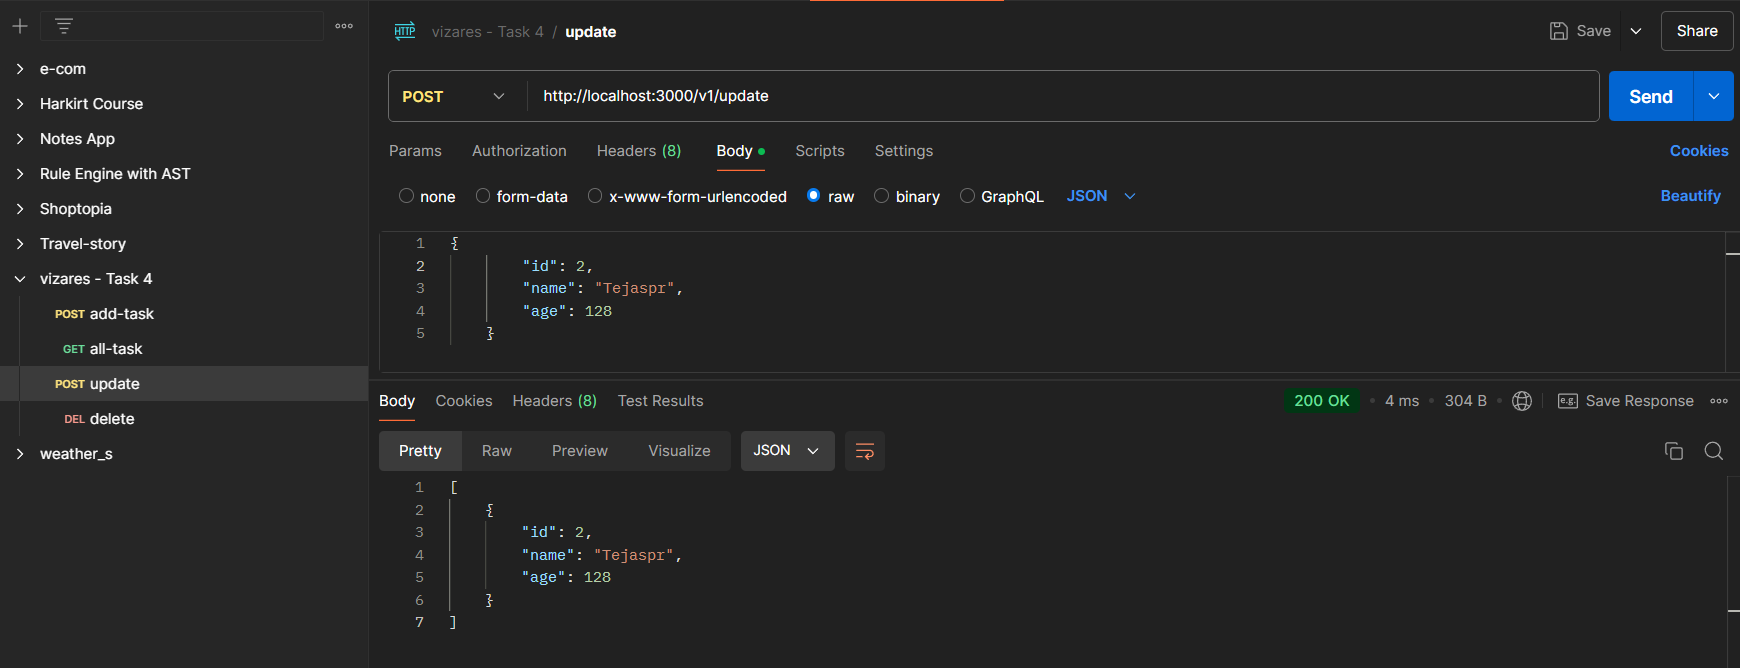 HTTP vizares - Task 4 / update
Save
Share
e-com
Harkirt Course
Notes App
Rule Engine with AST
Shoptopia
Travel-story
vizares - Task 4
POST add-task
GET all-task
POST update
DEL delete
weather_s
POST http://localhost:3000/v1/update
Send
Params Authorization Headers (8) Body Scripts Settings Cookies
none form-data x-www-form-urlencoded raw binary GraphQL JSON Beautify
1 {
2 "id": 2,
3 "name": "Tejaspr",
4 "age": 128
5 }
Body Cookies Headers (8) Test Results 200 OK • 4 ms • 304 B • e.g. Save Response
Pretty Raw Preview Visualize JSON
1 [
2 {
3 "id": 2,
4 "name": "Tejaspr",
5 "age": 128
6 }
7 ]